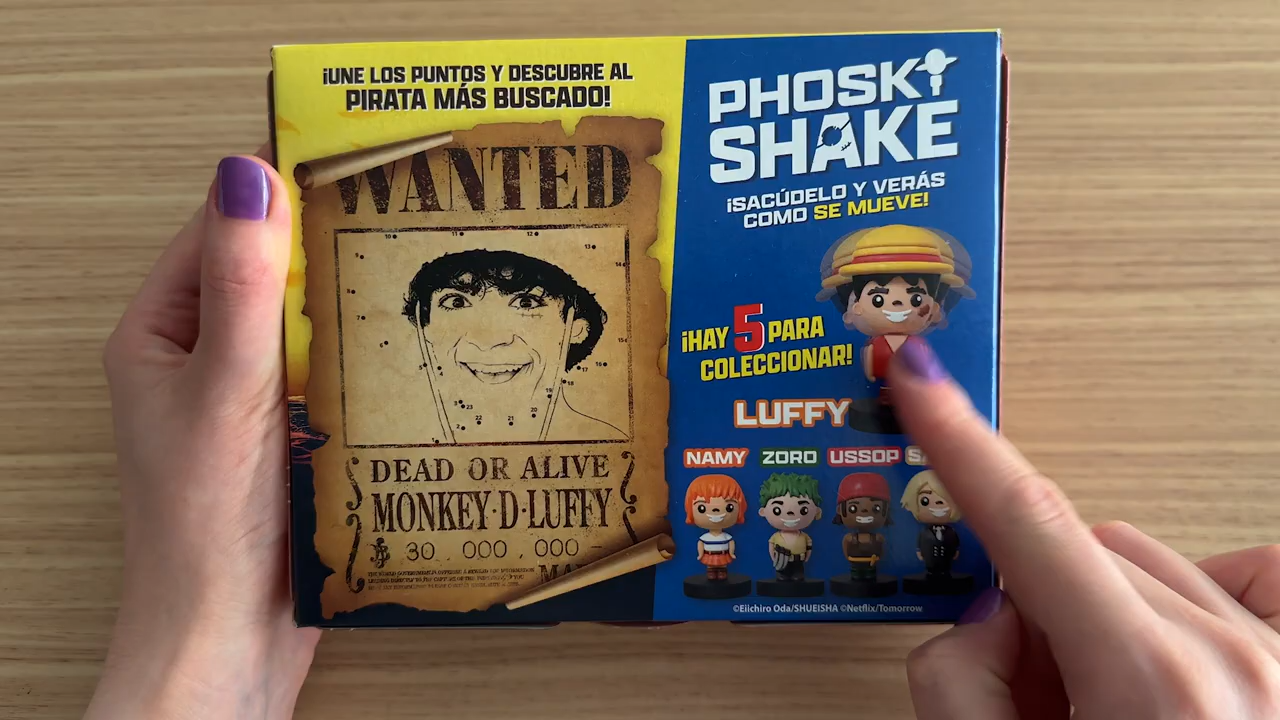 ¡UNE LOS PUNTOS Y DESCUBRE AL
PIRATA MÁS BUSCADO!
WANTED
DEAD OR ALIVE
MONKEY·D·LUFFY
30.000,000-
PHOSKI
SHAKE
¡SACÚDELO Y VERÁS
COMO SE MUEVE!
¡HAY 5 PARA
COLECCIONAR!
LUFFY
NAMY ZORO USSOP
©Eiichiro Oda/SHUEISHA ©Netflix/Tomorrow